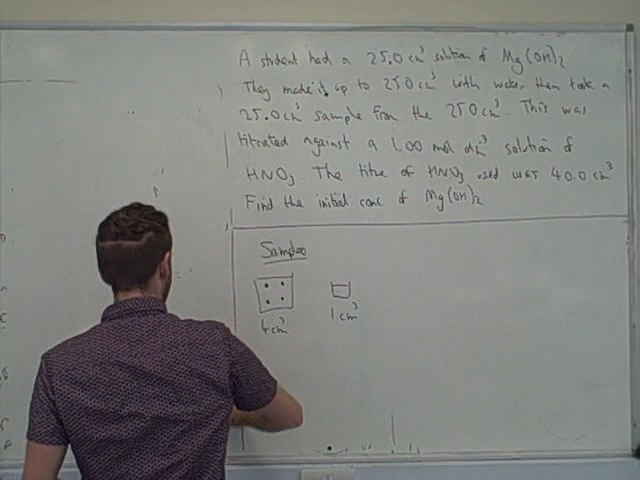 A student had a 25.0 cm³ solution of Mg(OH)₂
They made it up to 250 cm³ with water, then took a
25.0 cm³ sample from the 250 cm³. This was
titrated against a 1.00 mol dm⁻³ solution of
HNO₃. The titre of HNO₃ used was 40.0 cm³
Find the initial conc of Mg(OH)₂
Samples
4 cm³ 1 cm³